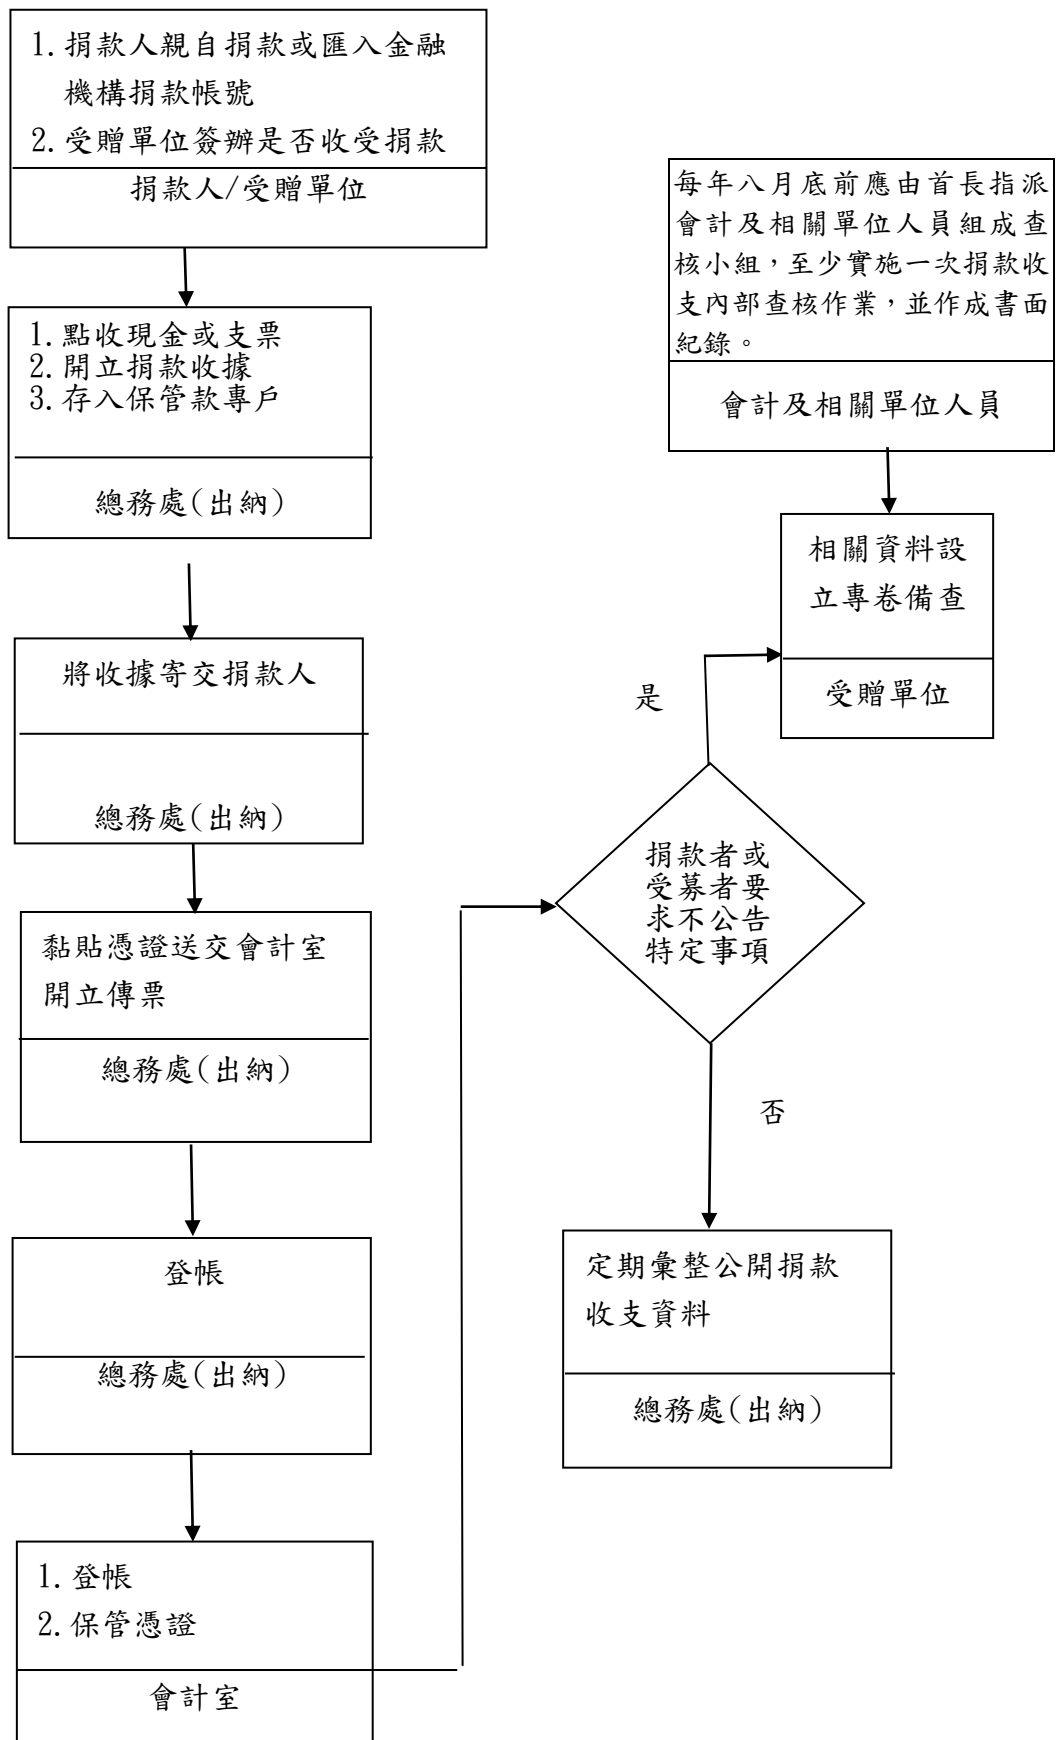 1.捐款人親自捐款或匯入金融
機構捐款帳號
2.受贈單位簽辦是否收受捐款
捐款人/受贈單位
1.點收現金或支票
2.開立捐款收據
3.存入保管款專戶
總務處(出納)
將收據寄交捐款人
總務處(出納)
黏貼憑證送交會計室
開立傳票
總務處(出納)
登帳
總務處(出納)
1.登帳
2.保管憑證
會計室
每年八月底前應由首長指派
會計及相關單位人員組成查
核小組，至少實施一次捐款收
支內部查核作業，並作成書面
紀錄。
會計及相關單位人員
相關資料設
立專卷備查
受贈單位
是
捐款者或
受募者要
求不公告
特定事項
否
定期彙整公開捐款
收支資料
總務處(出納)